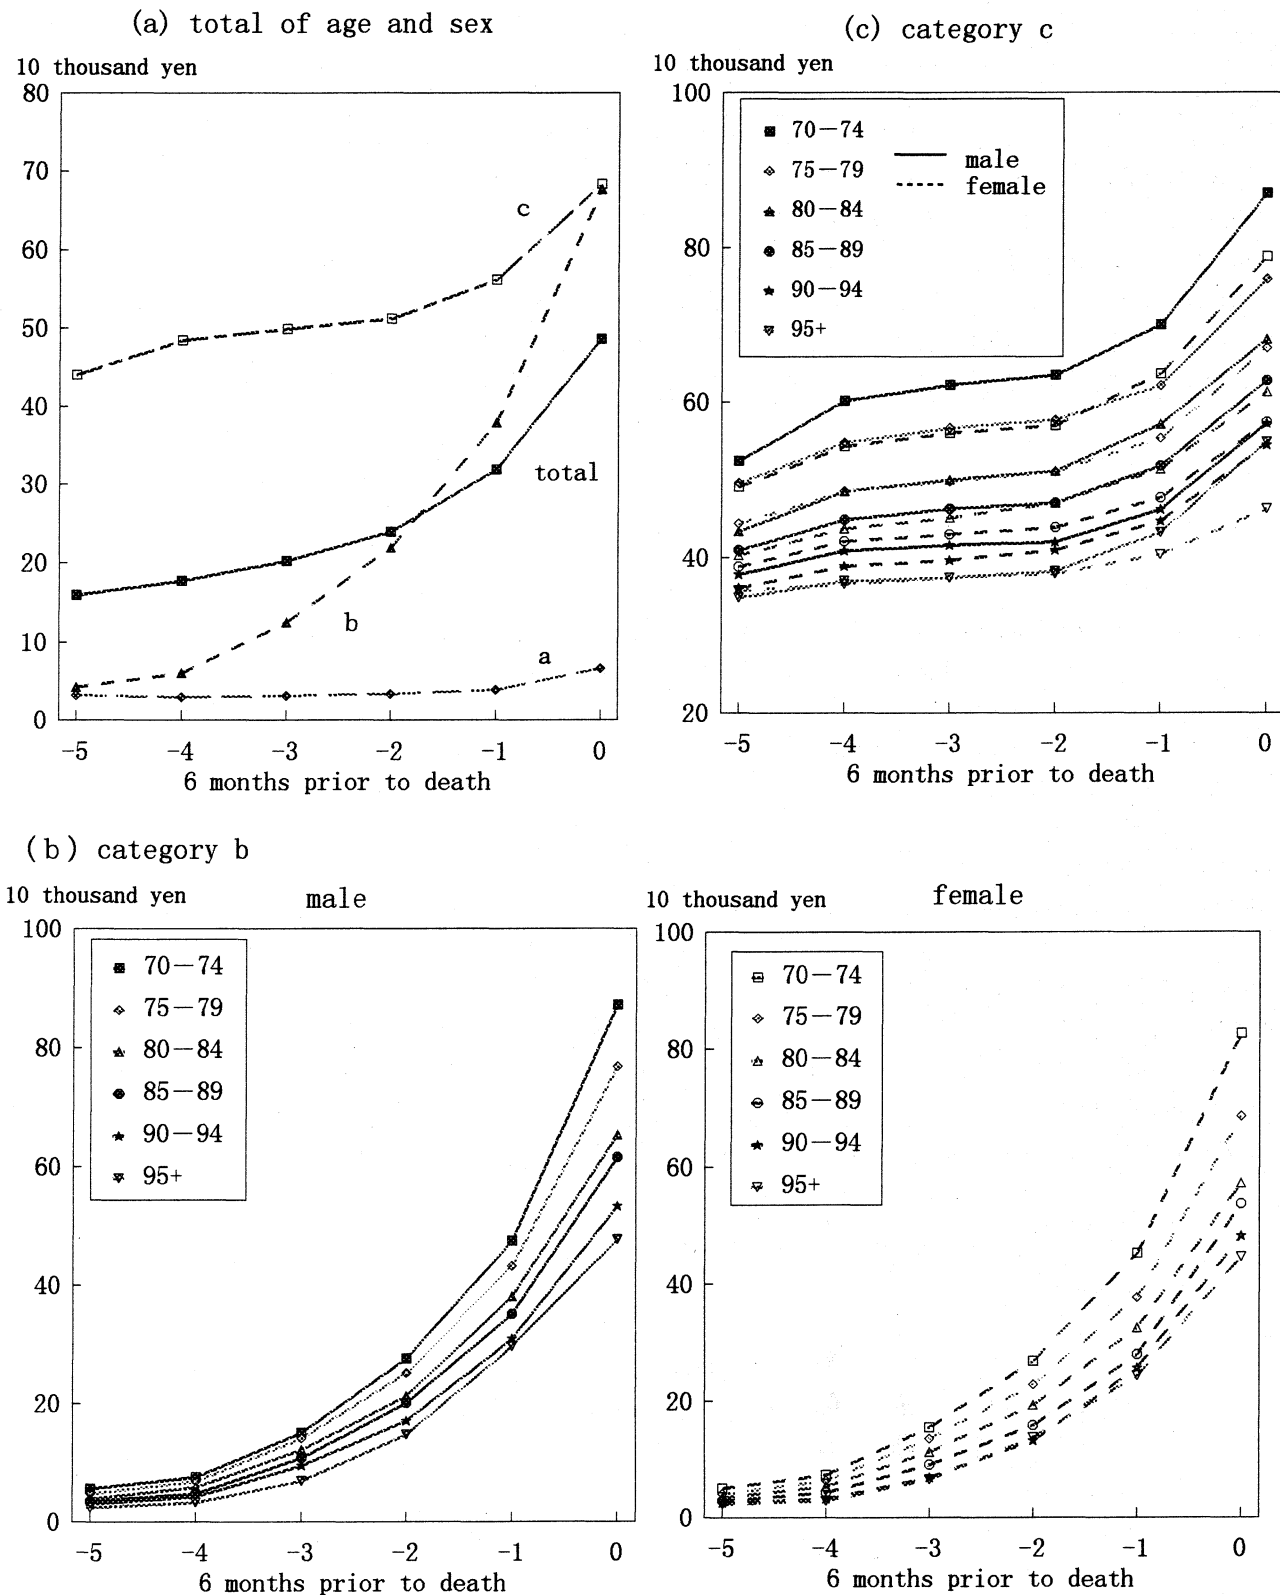 (a) total of age and sex
10 thousand yen
80
70
60
50
40
30
20
10
0
c
total
b
a
-5 -4 -3 -2 -1 0
6 months prior to death
(c) category c
10 thousand yen
100
80
60
40
20
70-74
75-79
80-84
85-89
90-94
95+
male
female
-5 -4 -3 -2 -1 0
6 months prior to death
(b) category b
10 thousand yen
male
100
80
60
40
20
0
70-74
75-79
80-84
85-89
90-94
95+
-5 -4 -3 -2 -1 0
6 months prior to death
10 thousand yen
female
100
80
60
40
20
0
70-74
75-79
80-84
85-89
90-94
95+
-5 -4 -3 -2 -1 0
6 months prior to death